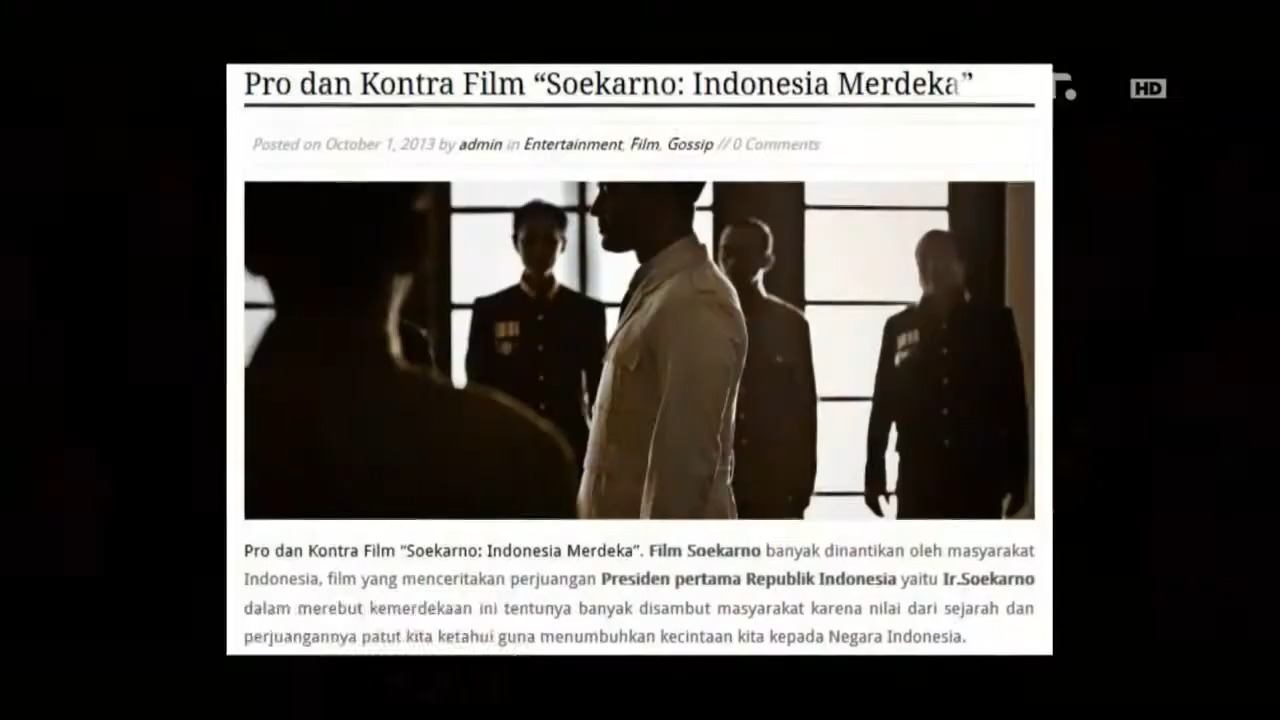 Pro dan Kontra Film “Soekarno: Indonesia Merdeka”
HD
Posted on October 1, 2013 by admin in Entertainment, Film, Gossip // 0 Comments
Pro dan Kontra Film “Soekarno: Indonesia Merdeka”. Film Soekarno banyak dinantikan oleh masyarakat
Indonesia, film yang menceritakan perjuangan Presiden pertama Republik Indonesia yaitu Ir.Soekarno
dalam merebut kemerdekaan ini tentunya banyak disambut masyarakat karena nilai dari sejarah dan
perjuangannya patut kita ketahui guna menumbuhkan kecintaan kita kepada Negara Indonesia.